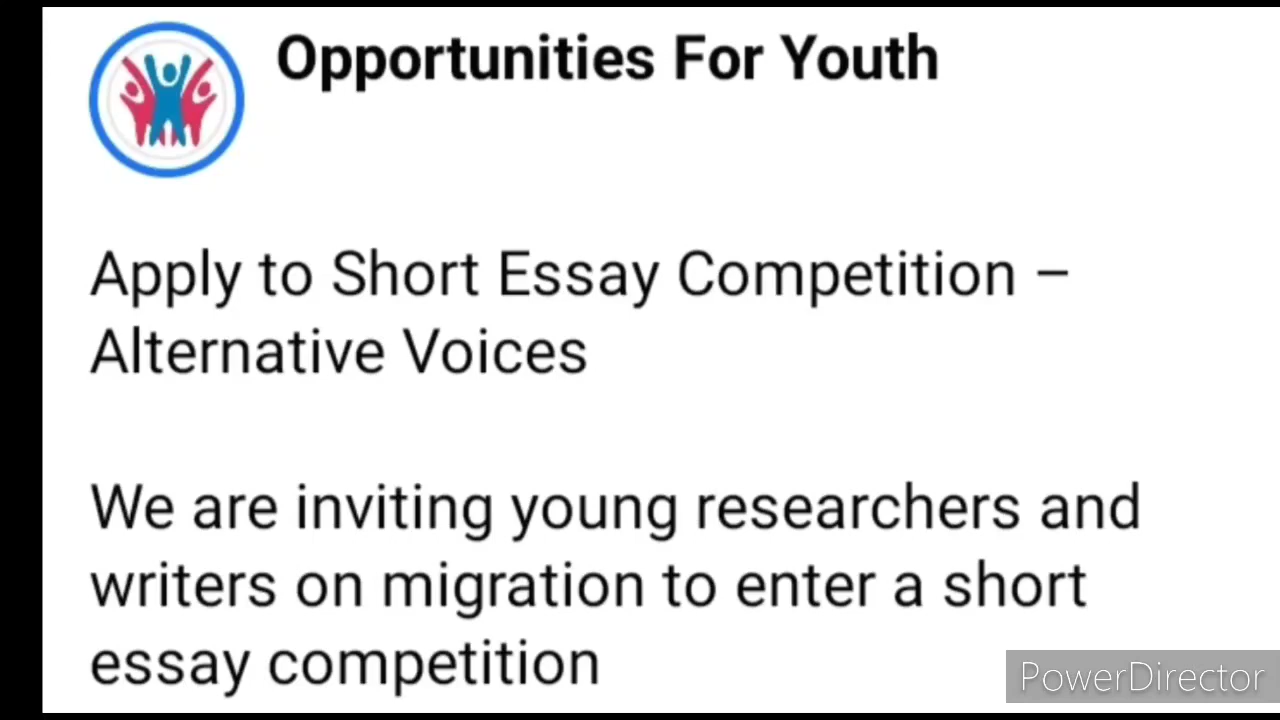 Opportunities For Youth
Apply to Short Essay Competition –
Alternative Voices
We are inviting young researchers and
writers on migration to enter a short
essay competition
PowerDirector